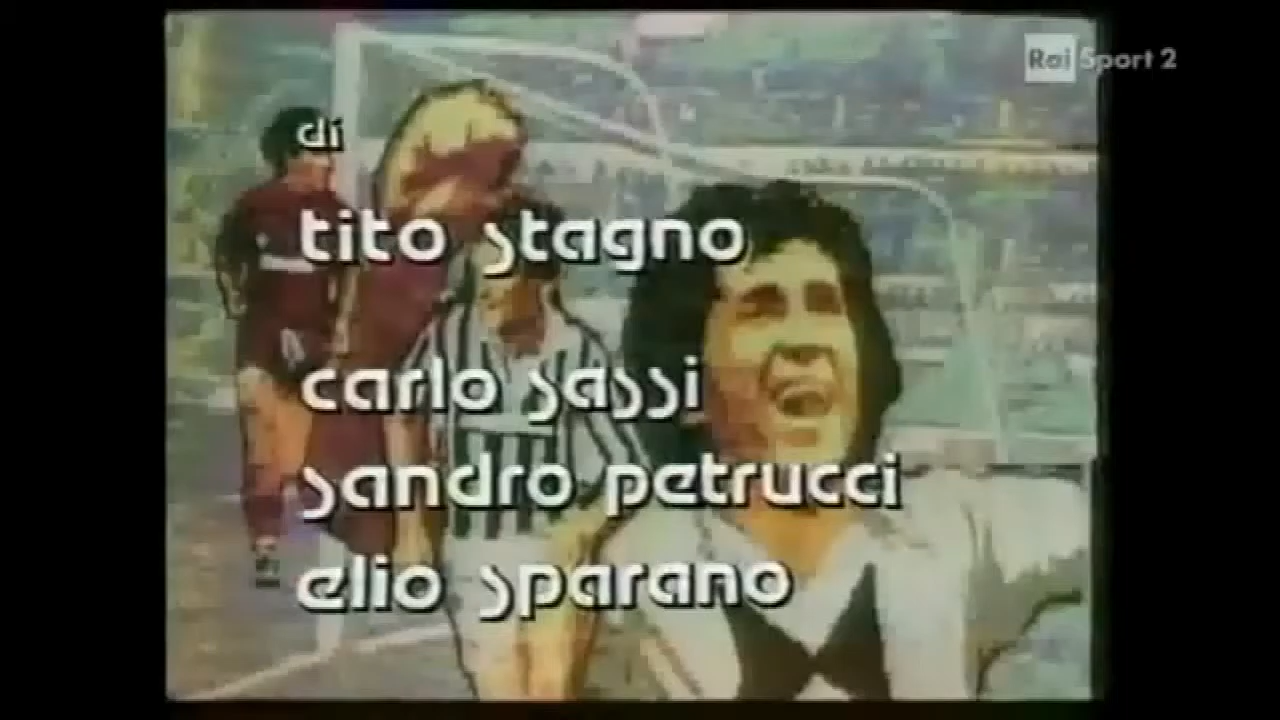 Rai Sport 2
di
tito stagno
carlo sassi
sandro petrucci
elio sparano